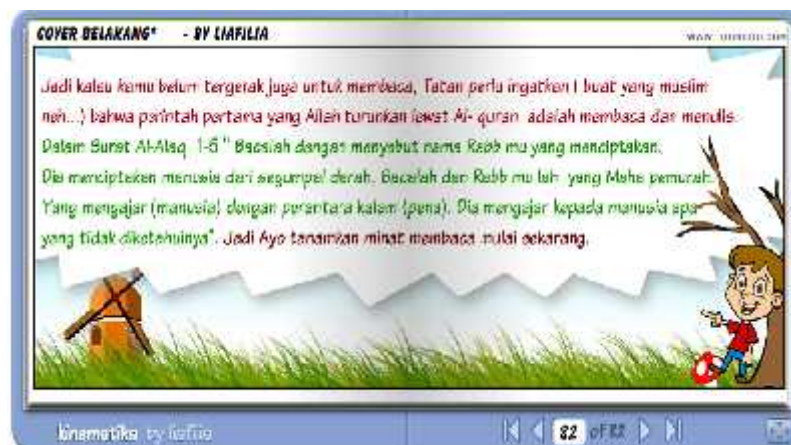 COVER BELAKANG* - BY LIAFILIA
Jadi kalau kamu belum tergerak juga untuk membaca, Tatan perlu ingatkan ( buat yang muslim
neh...) bahwa perintah pertama yang Allah turunkan lewat Al- quran adalah membaca dan menulis.
Dalam Surat Al-Alaq 1-5 " Bacalah dengan menyebut nama Rabb mu yang menciptakan.
Dia menciptakan manusia dari segumpal darah. Bacalah dan Rabb mu lah yang Maha pemurah.
Yang mengajar (manusia) dengan perantara kalam (pena). Dia mengajar kepada manusia apa
yang tidak diketahuinya". Jadi Ayo tanamkan minat membaca mulai sekarang.
kinematika by liafilia
82 of 82